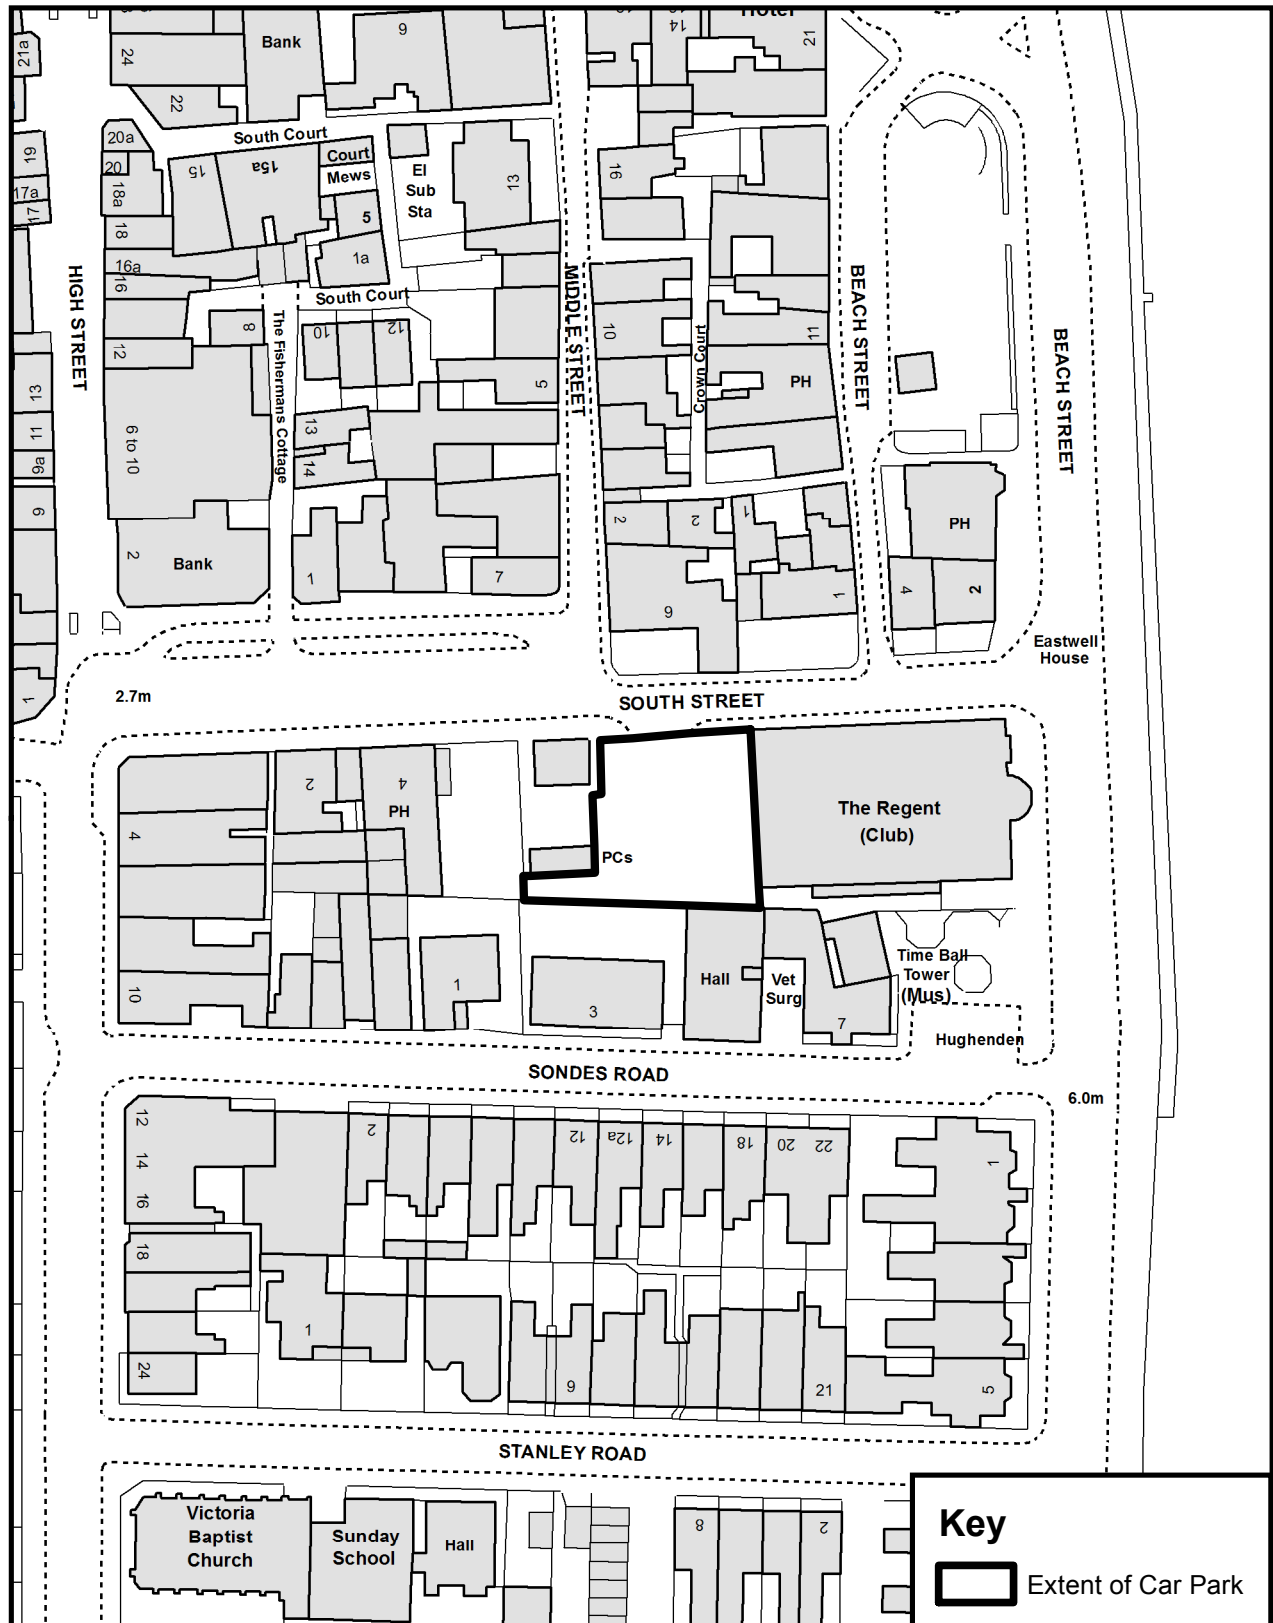 Hotel
14
21
Bank
9
24
21a
22
South Court
20a
19
20
15
15a
Court
Mews
El
Sub
Sta
13
16
17a
18a
17
5
18
1a
16a
16
South Court
HIGH STREET
MIDDLE STREET
BEACH STREET
BEACH STREET
8
The Fishermans Cottage
10
12
10
Crown Court
11
12
PH
13
5
13
11
6 to 10
9a
14
9
2
2
1
PH
2
Bank
1
7
4
2
9
1
Eastwell
House
1
2.7m
SOUTH STREET
2
4
PH
The Regent
(Club)
4
PCs
Time Ball
Tower
(Mus)
Hall
Vet
Surg
10
1
3
7
Hughenden
SONDES ROAD
6.0m
12
2
12
12a
14
18
20
22
14
1
16
18
1
24
9
21
5
STANLEY ROAD
Victoria
Baptist
Church
Sunday
School
Hall
8
2
Key
Extent of Car Park